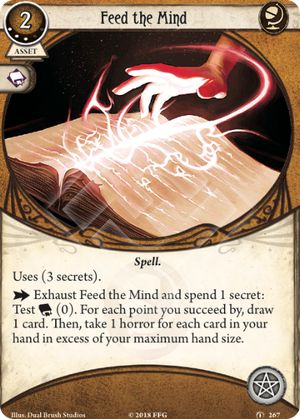 Feed the Mind
2
ASSET
Spell.
Uses (3 secrets).
Exhaust Feed the Mind and spend 1 secret:
Test (0). For each point you succeed by, draw
1 card. Then, take 1 horror for each card in your
hand in excess of your maximum hand size.
Illus. Dual Brush Studios
© 2018 FFG
267